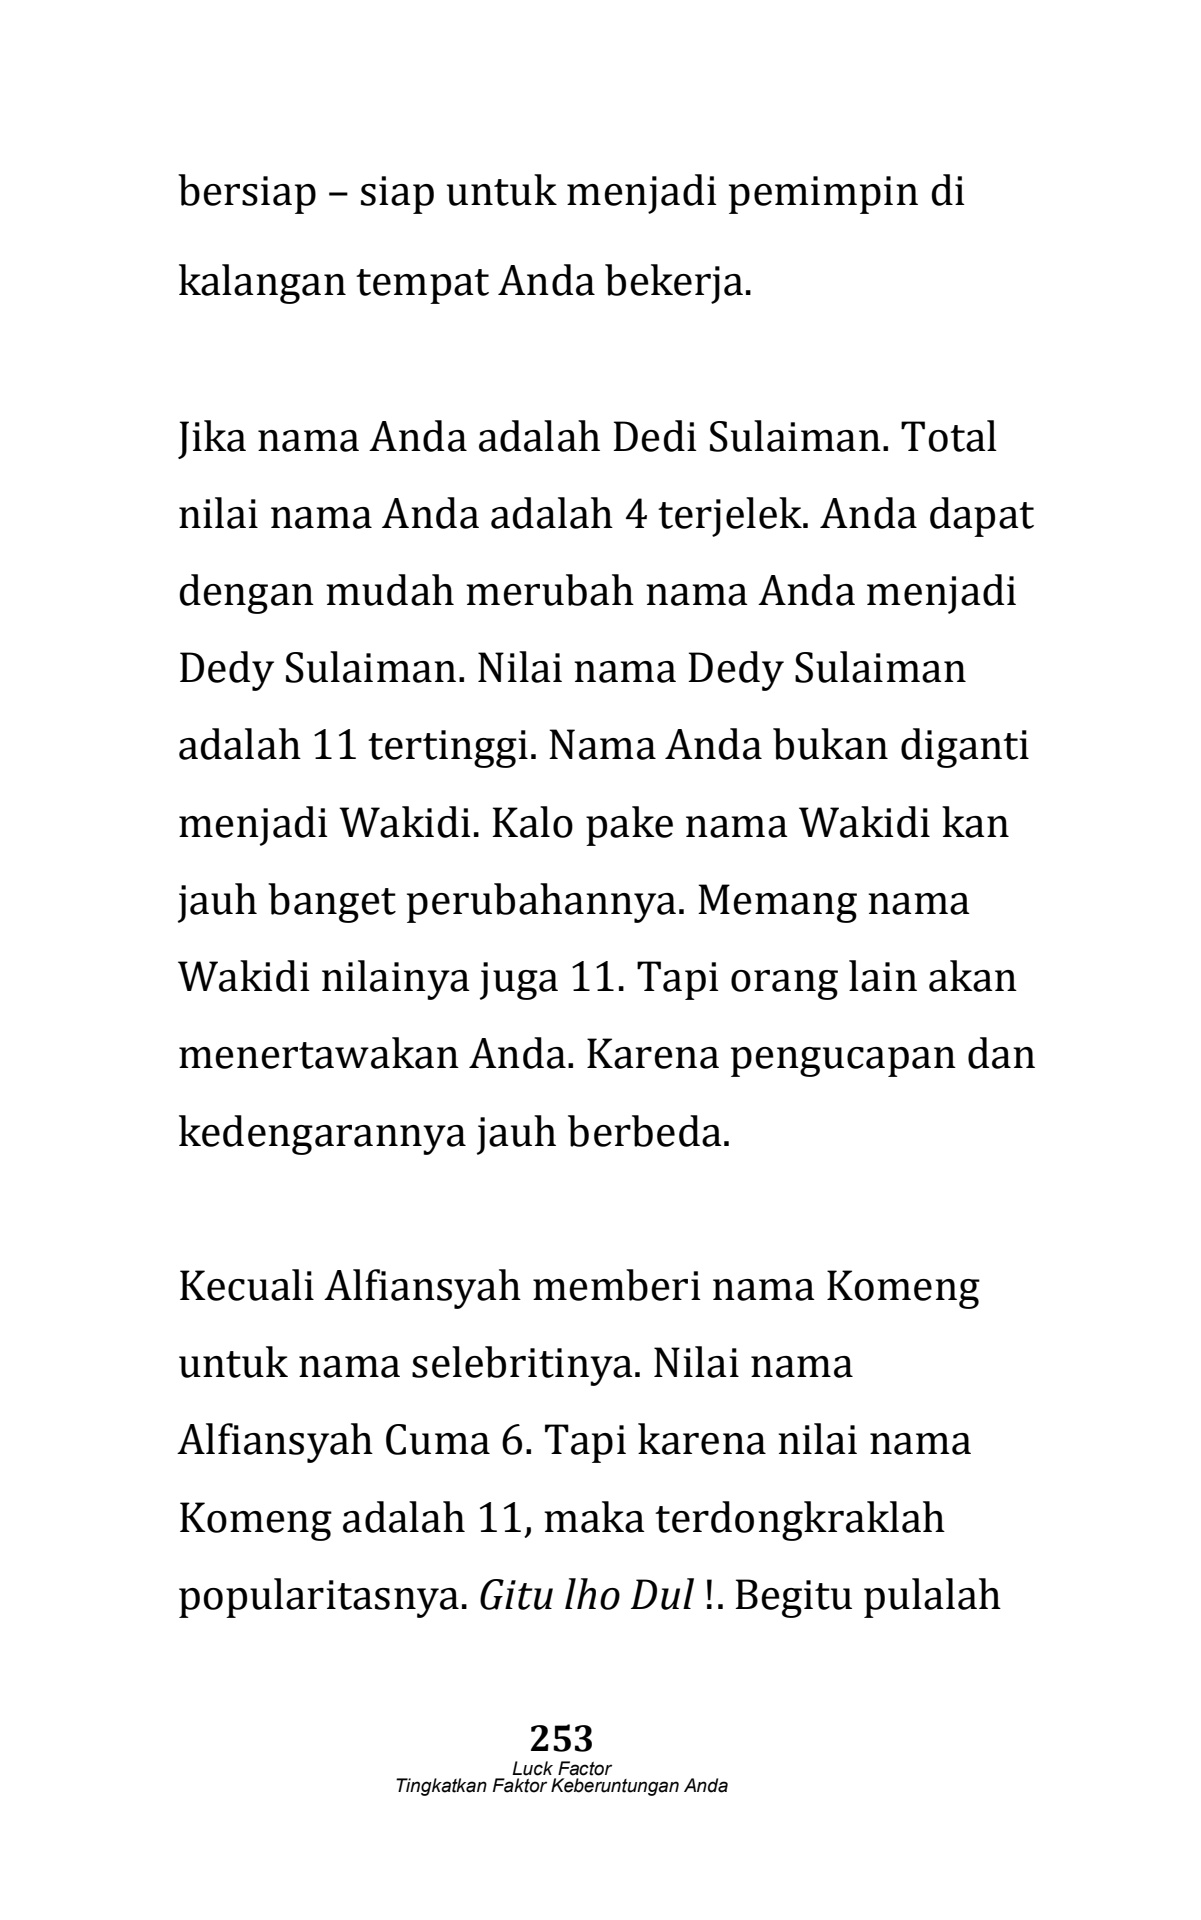 bersiap – siap untuk menjadi pemimpin di
kalangan tempat Anda bekerja.
Jika nama Anda adalah Dedi Sulaiman. Total
nilai nama Anda adalah 4 terjelek. Anda dapat
dengan mudah merubah nama Anda menjadi
Dedy Sulaiman. Nilai nama Dedy Sulaiman
adalah 11 tertinggi. Nama Anda bukan diganti
menjadi Wakidi. Kalo pake nama Wakidi kan
jauh banget perubahannya. Memang nama
Wakidi nilainya juga 11. Tapi orang lain akan
menertawakan Anda. Karena pengucapan dan
kedengarannya jauh berbeda.
Kecuali Alfiansyah memberi nama Komeng
untuk nama selebritinya. Nilai nama
Alfiansyah Cuma 6. Tapi karena nilai nama
Komeng adalah 11, maka terdongkraklah
popularitasnya. Gitu lho Dul !. Begitu pulalah
253
Luck Factor
Tingkatkan Faktor Keberuntungan Anda